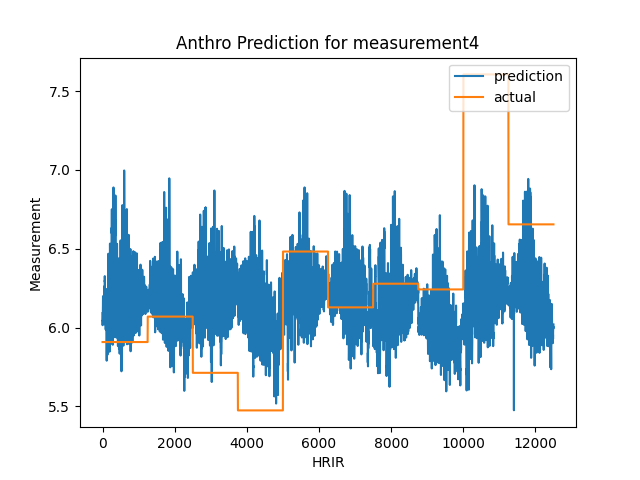 Anthro Prediction for measurement4
prediction
actual
Measurement
7.5
7.0
6.5
6.0
5.5
0 2000 4000 6000 8000 10000 12000
HRIR